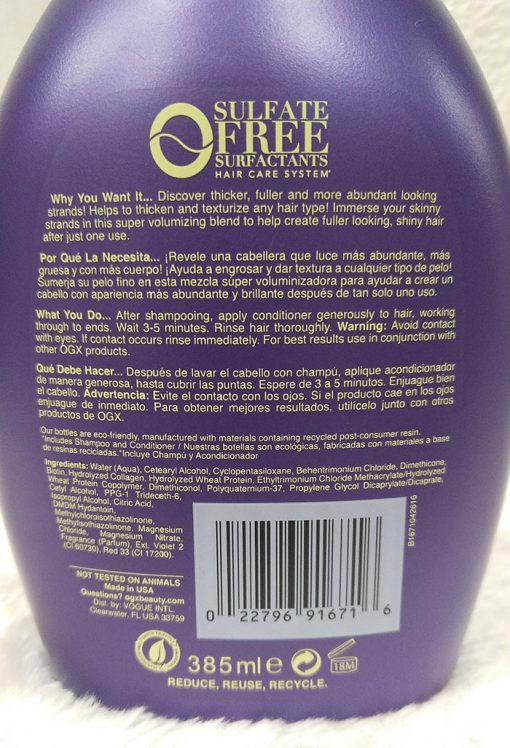 SULFATE
FREE
SURFACTANTS
HAIR CARE SYSTEM*
Why You Want It... Discover thicker, fuller and more abundant looking
strands! Helps to thicken and texturize any hair type! Immerse your skinny
strands in this super volumizing blend to help create fuller looking, shiny hair
after just one use.
Por Qué La Necesita... ¡Revele una cabellera que luce más abundante, más
gruesa y con más cuerpo! ¡Ayuda a engrosar y dar textura a cualquier tipo de pelo!
Sumerja su pelo fino en esta mezcla súper voluminizadora para ayudar a crear un
cabello con apariencia más abundante y brillante después de tan solo uno uso.
What You Do... After shampooing, apply conditioner generously to hair, working
through to ends. Wait 3-5 minutes. Rinse hair thoroughly. Warning: Avoid contact
with eyes. If contact occurs rinse immediately. For best results use in conjunction with
other OGX products.
Qué Debe Hacer... Después de lavar el cabello con champú, aplique acondicionador
de manera generosa, hasta cubrir las puntas. Espere de 3 a 5 minutos. Enjuague bien
el cabello. Advertencia: Evite el contacto con los ojos. Si el producto cae en los ojos
enjuague de inmediato. Para obtener mejores resultados, utilícelo junto con otros
productos de OGX.
Our bottles are eco-friendly, manufactured with materials containing recycled post-consumer resin.
*Includes Shampoo and Conditioner / Nuestras botellas son ecológicas, fabricadas con materiales a base
de resinas recicladas.*Incluye Champú y Acondicionador
Ingredients: Water (Aqua), Cetearyl Alcohol, Cyclopentasiloxane, Behentrimonium Chloride, Dimethicone,
Biotin, Hydrolyzed Collagen, Hydrolyzed Wheat Protein, Ethyltrimonium Chloride Methacrylate/Hydrolyzed
Wheat Protein Copolymer, Dimethiconol, Polyquaternium-37, Propylene Glycol Dicaprylate/Dicaprate,
Cetyl Alcohol, PPG-1 Trideceth-6,
Isopropyl Alcohol, Citric Acid,
DMDM Hydantoin,
Methylchloroisothiazolinone,
Methylisothiazolinone, Magnesium
Chloride, Magnesium Nitrate,
Fragrance (Parfum), Ext. Violet 2
(CI 60730), Red 33 (CI 17200).
B1671042616
NOT TESTED ON ANIMALS
Made in USA
Questions? ogxbeauty.com
Dist. by: VOGUE INTL.
Clearwater, FL USA 33759
0 22796 91671 6
385ml e 18M
REDUCE, REUSE, RECYCLE.